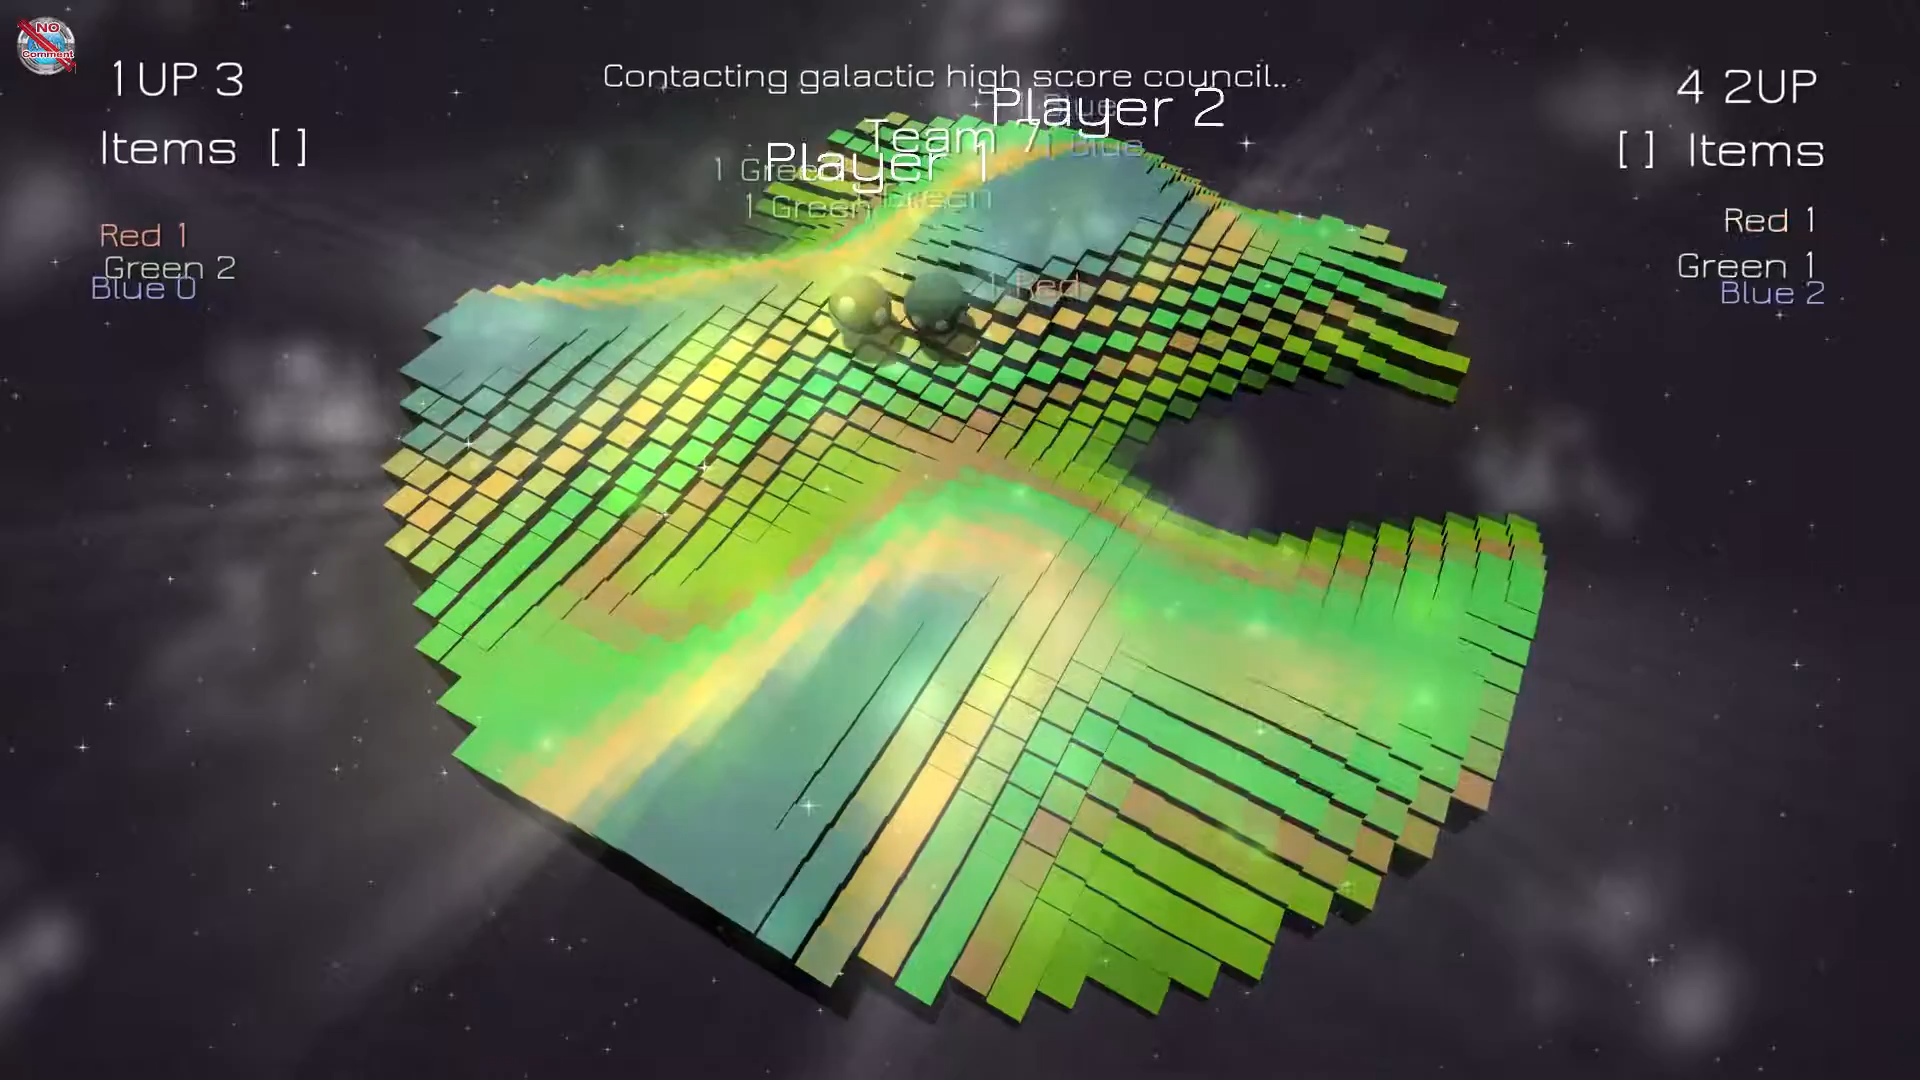 NO
Comment
1UP 3
Contacting galactic high score council..
4 2UP
Items [ ]
[ ] Items
Player 2
Blue
Team 7
1 Blue
Player 1
1 Green
1 Green
Red 1
Green 2
Blue 0
Red 1
Green 1
Blue 2
1 Red